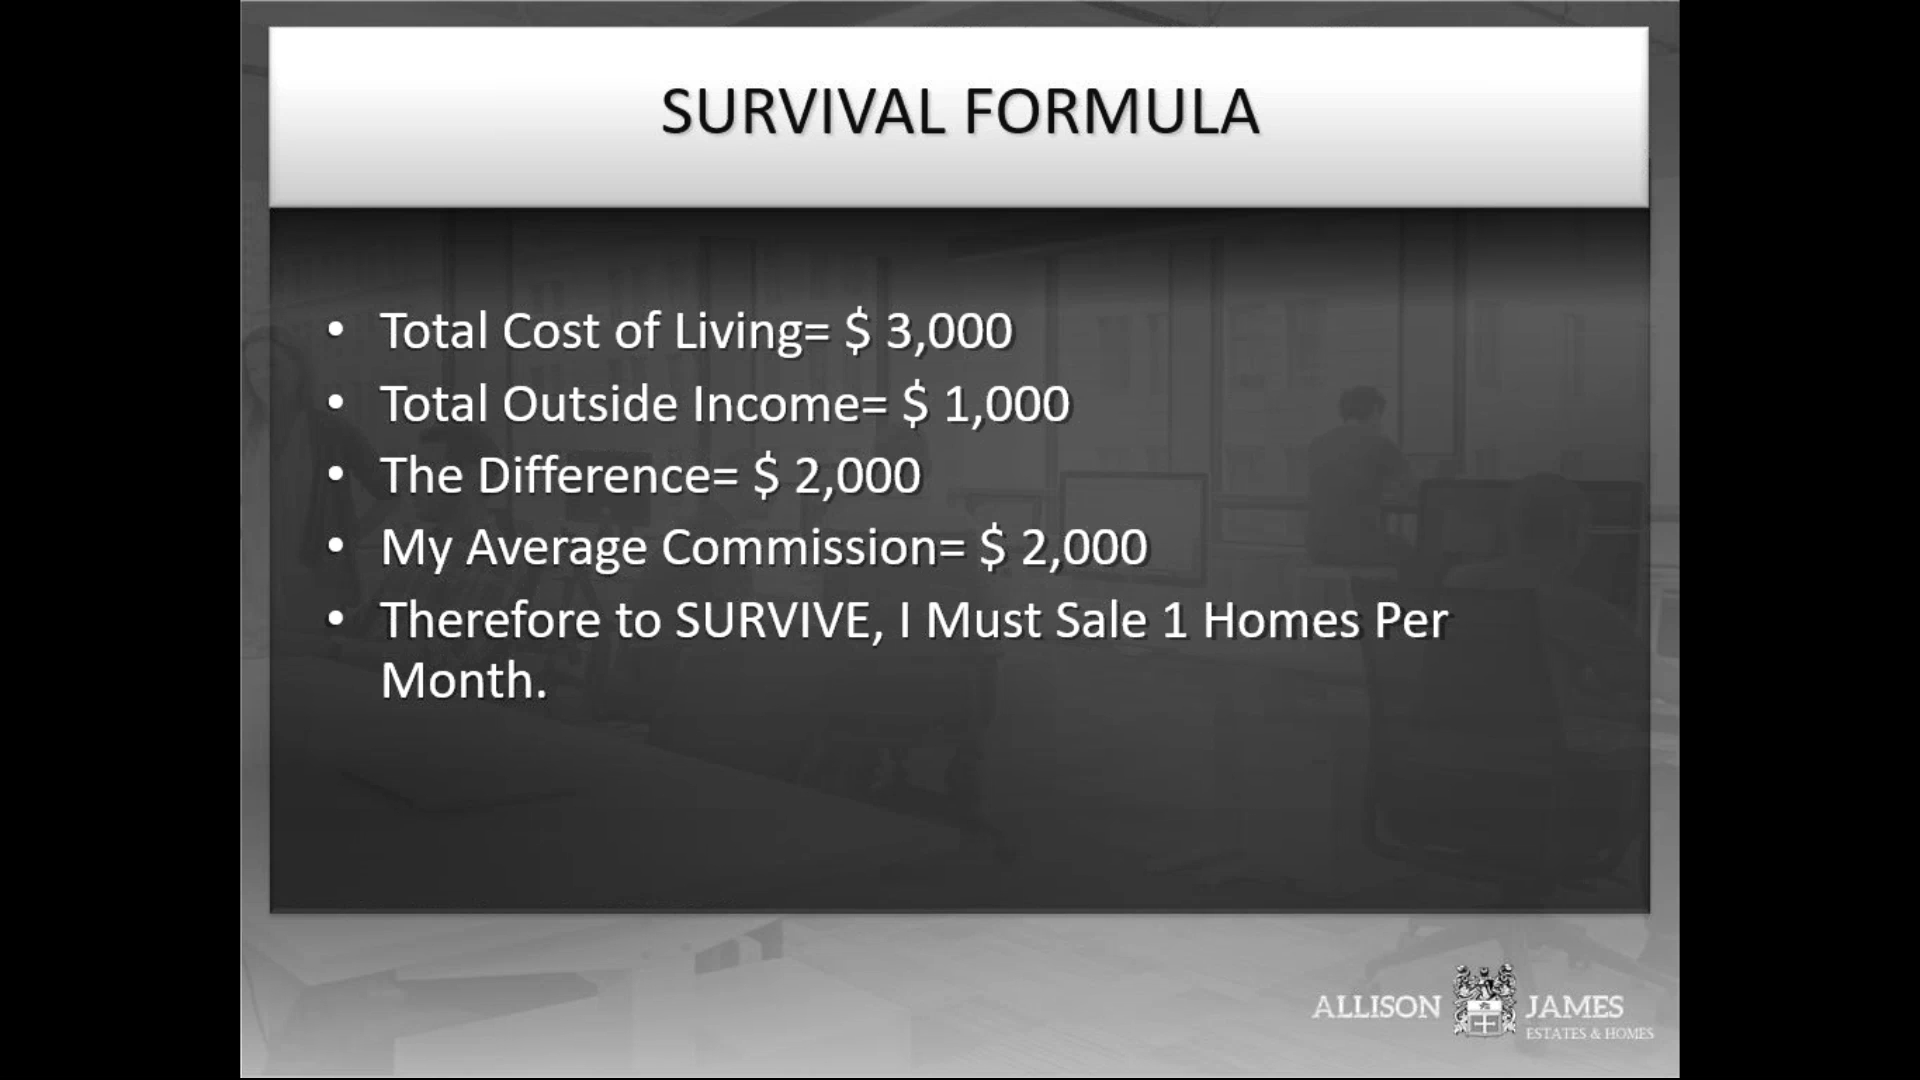 SURVIVAL FORMULA
• Total Cost of Living= $ 3,000
• Total Outside Income= $ 1,000
• The Difference= $ 2,000
• My Average Commission= $ 2,000
• Therefore to SURVIVE, I Must Sale 1 Homes Per
Month.
ALLISON JAMES
ESTATES & HOMES